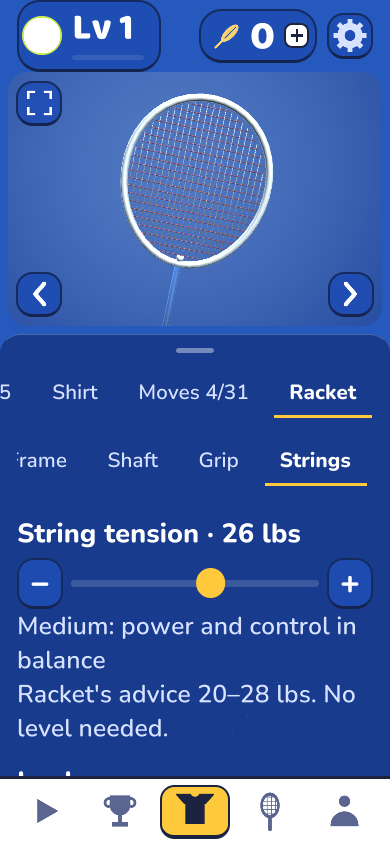 Lv 1
0
5 Shirt Moves 4/31 Racket
Frame Shaft Grip Strings
String tension · 26 lbs
Medium: power and control in
balance
Racket's advice 20–28 lbs. No
level needed.